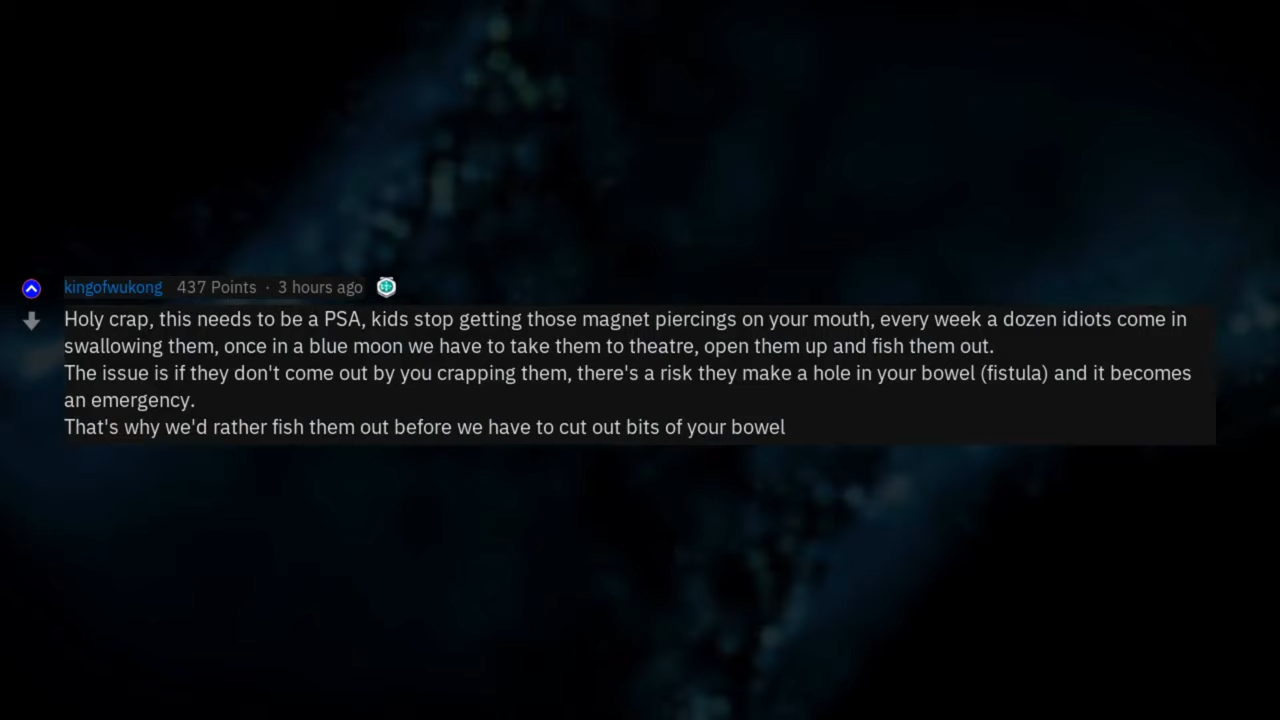 kingofwukong 437 Points · 3 hours ago
Holy crap, this needs to be a PSA, kids stop getting those magnet piercings on your mouth, every week a dozen idiots come in
swallowing them, once in a blue moon we have to take them to theatre, open them up and fish them out.
The issue is if they don't come out by you crapping them, there's a risk they make a hole in your bowel (fistula) and it becomes
an emergency.
That's why we'd rather fish them out before we have to cut out bits of your bowel